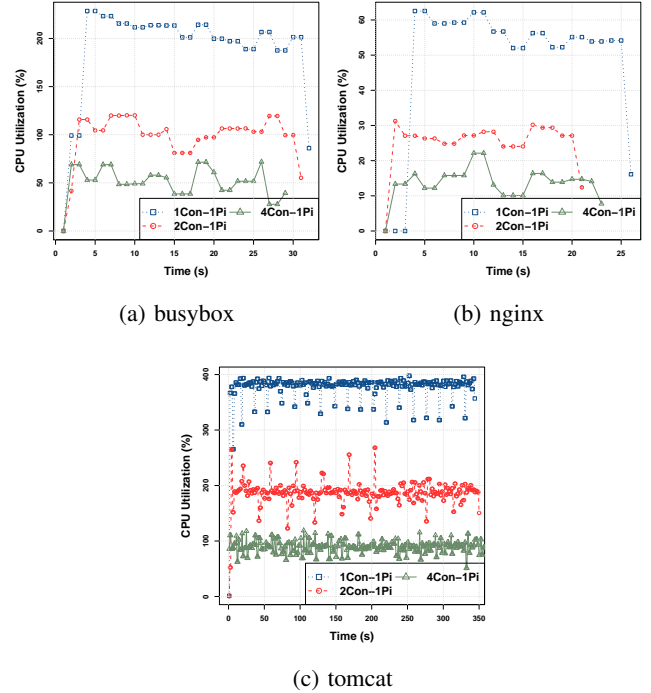 CPU Utilization (%)
200
150
100
50
0
1Con−1Pi
4Con−1Pi
2Con−1Pi
0 5 10 15 20 25 30
Time (s)
(a) busybox
CPU Utilization (%)
60
50
40
30
20
10
0
1Con−1Pi
4Con−1Pi
2Con−1Pi
0 5 10 15 20 25
Time (s)
(b) nginx
CPU Utilization (%)
400
300
200
100
0
1Con−−1Pi
4Con−−1Pi
2Con−−1Pi
0 50 100 150 200 250 300 350
Time (s)
(c) tomcat